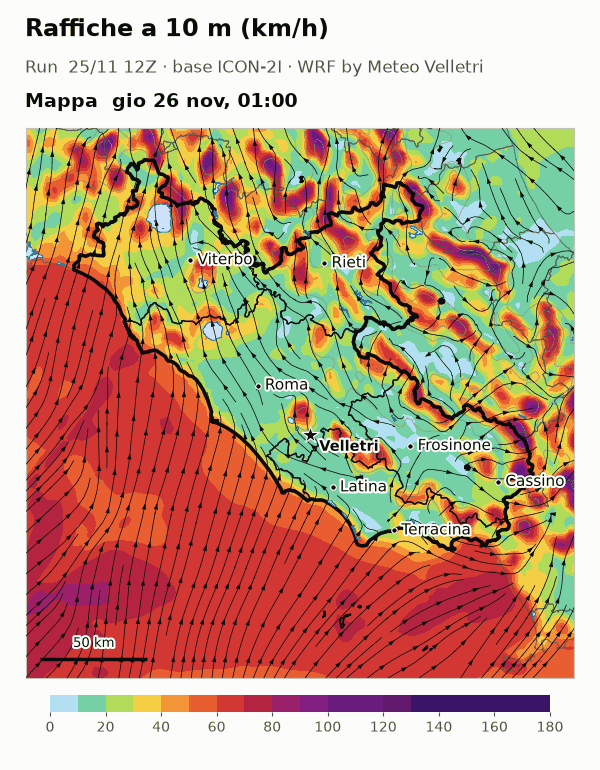 Raffiche a 10 m (km/h)
Run 25/11 12Z · base ICON-2I · WRF by Meteo Velletri
Mappa gio 26 nov, 01:00
Viterbo
Rieti
Roma
Velletri
Frosinone
Cassino
Latina
Terracina
50 km
0 20 40 60 80 100 120 140 160 180